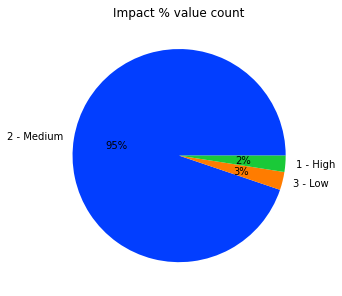 Impact % value count
2 - Medium
95%
2%
1 - High
3%
3 - Low